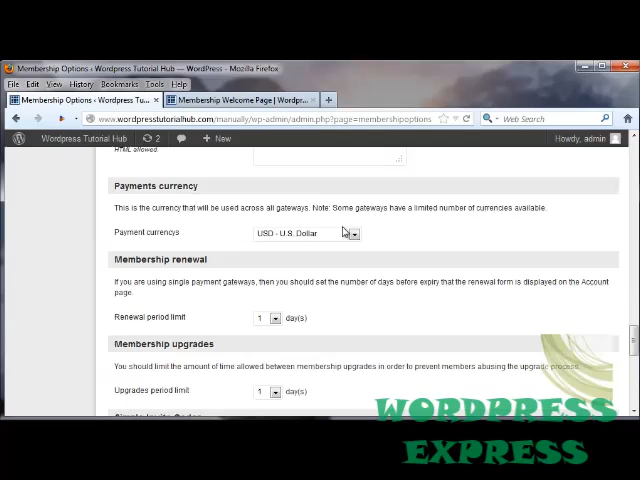 Membership Options ‹ Wordpress Tutorial Hub — WordPress - Mozilla Firefox
File Edit View History Bookmarks Tools Help
Membership Options ‹ Wordpress Tu... × Membership Welcome Page | Wordpr... × +
www.wordpresstutorialhub.com/manually/wp-admin/admin.php?page=membershipoptions Web Search
Wordpress Tutorial Hub 2 + New Howdy, admin
HTML allowed.
Payments currency
This is the currency that will be used across all gateways. Note: Some gateways have a limited number of currencies available.
Payment currencys USD - U.S. Dollar
Membership renewal
If you are using single payment gateways, then you should set the number of days before expiry that the renewal form is displayed on the Account
page.
Renewal period limit 1 day(s)
Membership upgrades
You should limit the amount of time allowed between membership upgrades in order to prevent members abusing the upgrade process.
Upgrades period limit 1 day(s)
Simple Invite Codes
WORDPRESS
EXPRESS